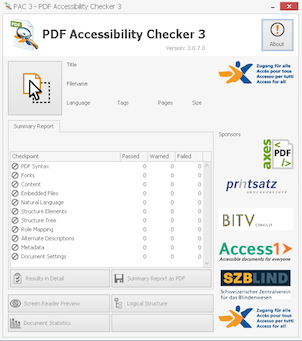 PAC 3 - PDF Accessibility Checker 3
PDF Accessibility Checker 3
Version: 3.0.7.0
About
Title
Filename
Language Tags Pages Size
Zugang für alle
Accès pour tous
Accesso per tutti
Access for all
Summary Report
Sponsors
Checkpoint Passed Warned Failed
PDF Syntax 0 0 0
Fonts 0 0 0
Content 0 0 0
Embedded Files 0 0 0
Natural Language 0 0 0
Structure Elements 0 0 0
Structure Tree 0 0 0
Role Mapping 0 0 0
Alternate Descriptions 0 0 0
Metadata 0 0 0
Document Settings 0 0 0
axes PDF
printsatz
BITV
CONSULT
Access1
Accessible documents for everyone
SZBLIND
Schweizerischer Zentralverein
für das Blindenwesen
Results in Detail
Summary Report as PDF
Screen Reader Preview
Logical Structure
Document Statistics
Zugang für alle
Accès pour tous
Accesso per tutti
Access for all